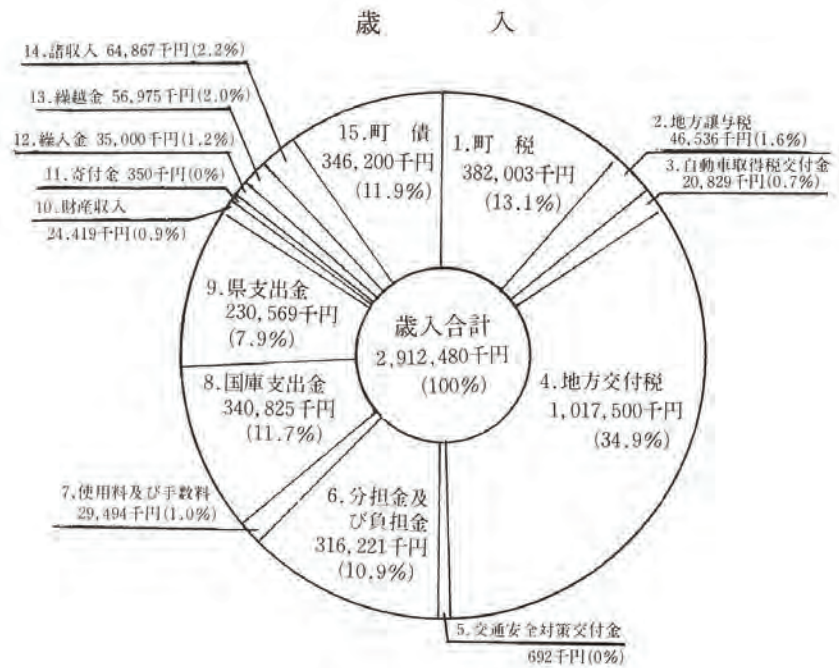 歳入
1.町税
382,003千円
(13.1%)
2.地方譲与税
46,536千円(1.6%)
3.自動車取得税交付金
20,829千円(0.7%)
4.地方交付税
1,017,500千円
(34.9%)
5.交通安全対策交付金
692千円(0%)
6.分担金及
び負担金
316,221千円
(10.9%)
7.使用料及び手数料
29,494千円(1.0%)
8.国庫支出金
340,825千円
(11.7%)
9.県支出金
230,569千円
(7.9%)
10.財産収入
24.419千円(0.9%)
11.寄付金 350千円(0%)
12.繰入金 35,000千円(1.2%)
13.繰越金 56,975千円(2.0%)
14.諸収入 64,867千円(2.2%)
15.町債
346,200千円
(11.9%)
歳入合計
2,912,480千円
(100%)